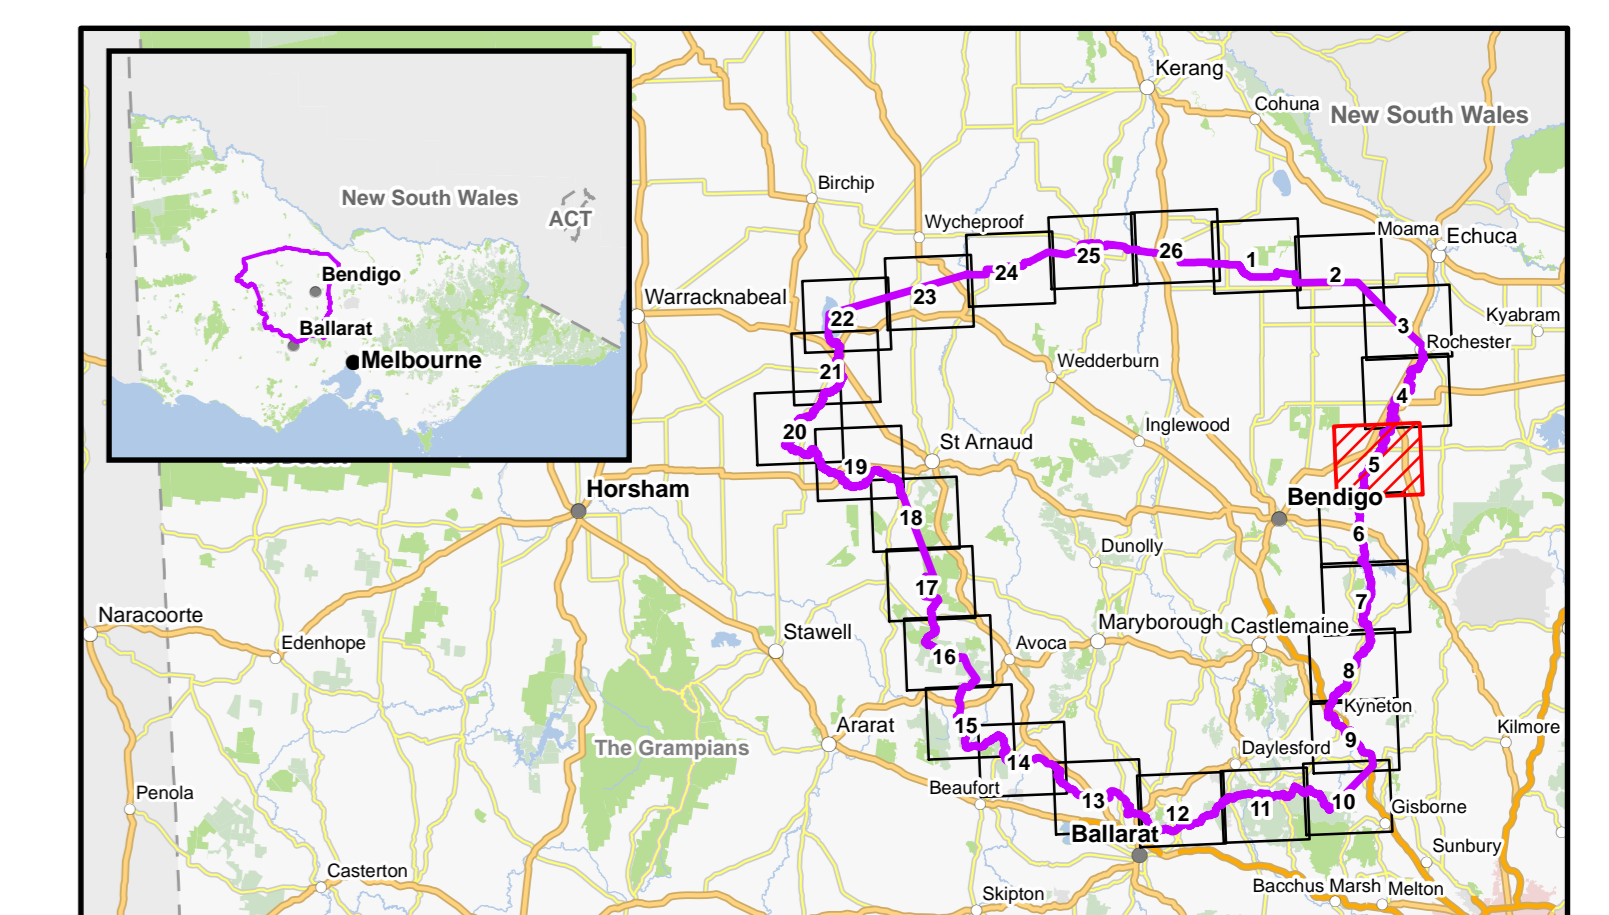 Kerang
Cohuna
New South Wales
New South Wales
ACT
Birchip
Wycheproof
Moama
Echuca
Bendigo
Ballarat
Melbourne
Warracknabeal
22
23
24
25
26
1
2
3
Kyabram
Rochester
21
Wedderburn
4
20
19
St Arnaud
Inglewood
5
Horsham
Bendigo
18
6
Dunolly
17
7
Naracoorte
Edenhope
Stawell
16
Avoca
Maryborough
Castlemaine
8
Kyneton
The Grampians
Ararat
15
14
9
Kilmore
Daylesford
Beaufort
Penola
13
12
11
10
Gisborne
Ballarat
Sunbury
Casterton
Skipton
Bacchus Marsh
Melton